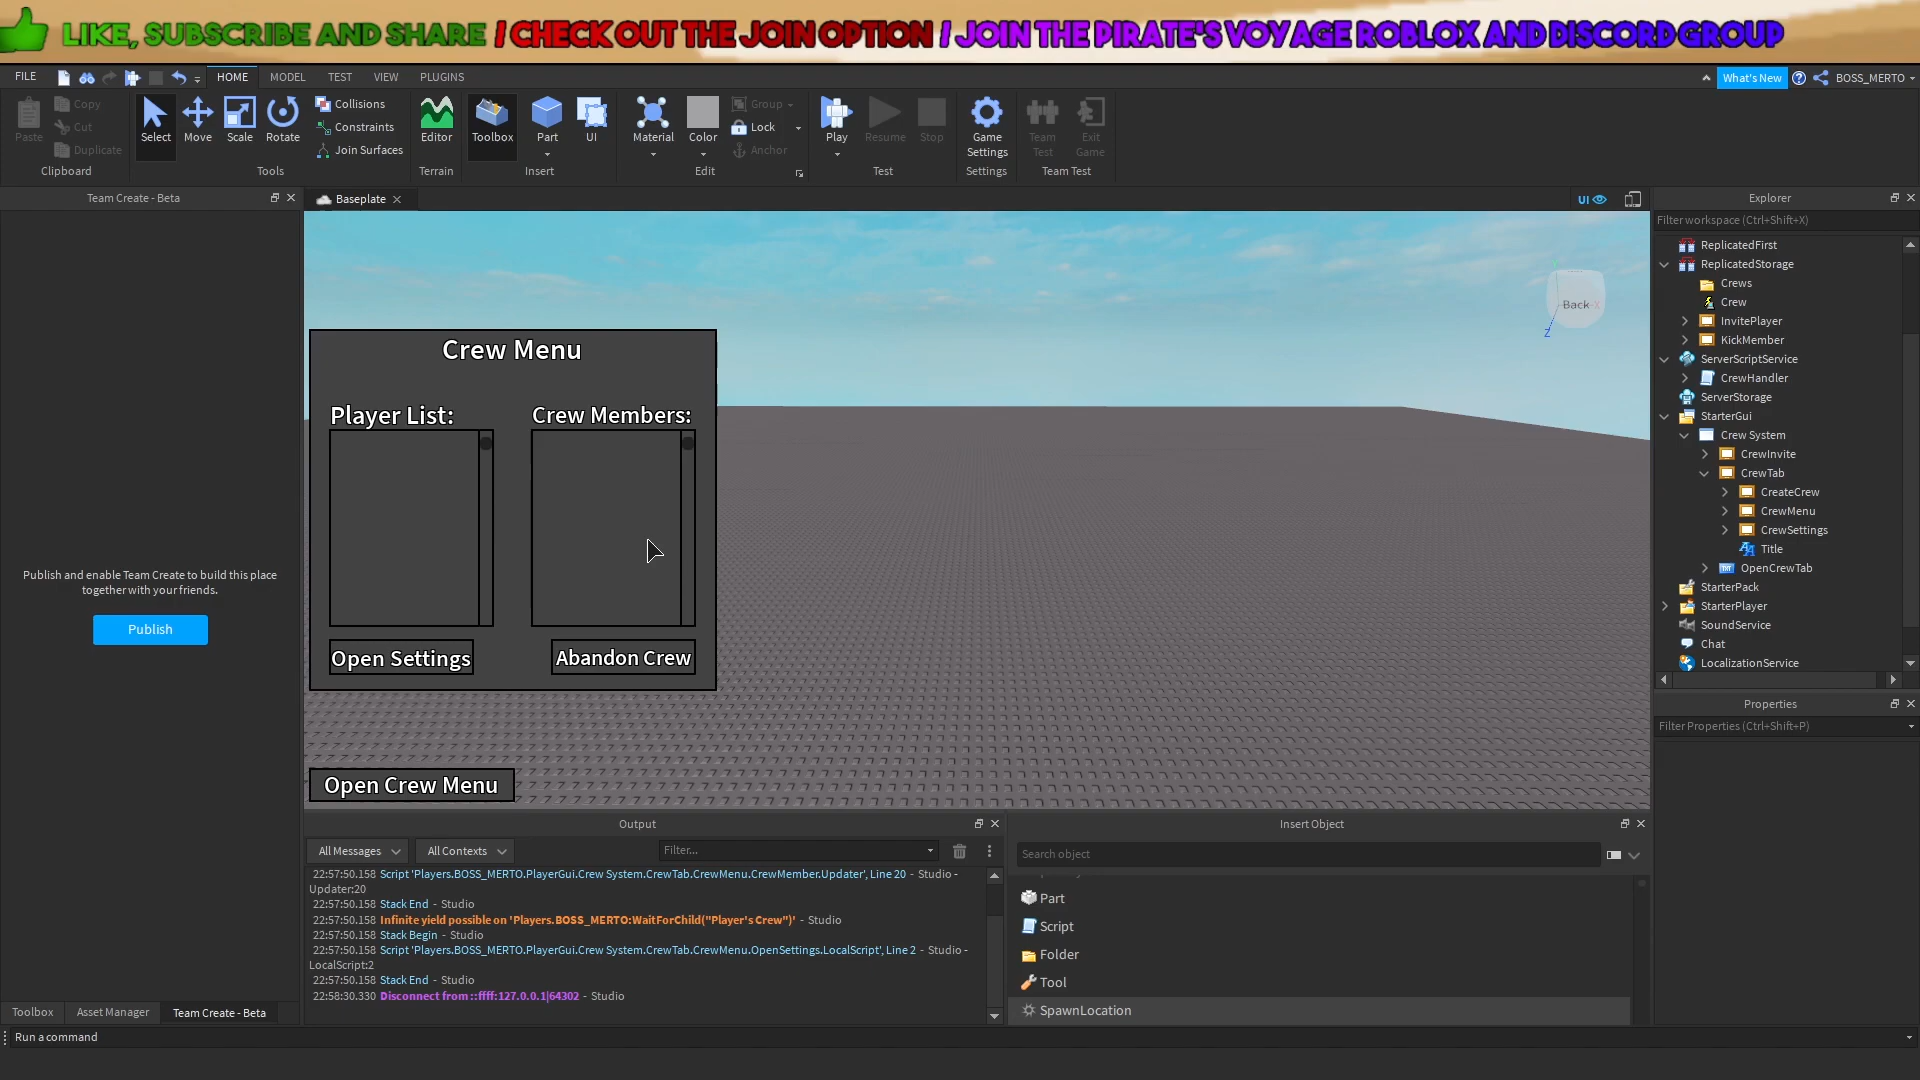 LIKE, SUBSCRIBE AND SHARE / CHECK OUT THE JOIN OPTION / JOIN THE PIRATE'S VOYAGE ROBLOX AND DISCORD GROUP
FILE HOME MODEL TEST VIEW PLUGINS What's New BOSS_MERTO
Paste
Copy
Cut
Duplicate
Clipboard
Select
Move
Scale
Rotate
Collisions
Constraints
Join Surfaces
Tools
Editor
Terrain
Toolbox
Part
UI
Insert
Material
Color
Group
Lock
Anchor
Edit
Play
Resume
Stop
Test
Game
Settings
Settings
Team
Test
Exit
Game
Team Test
Team Create - Beta
Publish and enable Team Create to build this place
together with your friends.
Publish
Toolbox Asset Manager Team Create - Beta
Baseplate
UI
Back
X
Z
Crew Menu
Player List:
Crew Members:
Open Settings
Abandon Crew
Open Crew Menu
Output
All Messages All Contexts Filter...
22:57:50.158 Script 'Players.BOSS_MERTO.PlayerGui.Crew System.CrewTab.CrewMenu.CrewMember.Updater', Line 20 - Studio -
Updater:20
22:57:50.158 Stack End - Studio
22:57:50.158 Infinite yield possible on 'Players.BOSS_MERTO:WaitForChild("Player's Crew")' - Studio
22:57:50.158 Stack Begin - Studio
22:57:50.158 Script 'Players.BOSS_MERTO.PlayerGui.Crew System.CrewTab.CrewMenu.OpenSettings.LocalScript', Line 2 - Studio -
LocalScript:2
22:57:50.158 Stack End - Studio
22:58:30.330 Disconnect from ::ffff:127.0.0.1|64302 - Studio
Insert Object
Search object
Part
Script
Folder
Tool
SpawnLocation
Explorer
Filter workspace (Ctrl+Shift+X)
ReplicatedFirst
ReplicatedStorage
Crews
Crew
InvitePlayer
KickMember
ServerScriptService
CrewHandler
ServerStorage
StarterGui
Crew System
CrewInvite
CrewTab
CreateCrew
CrewMenu
CrewSettings
Title
OpenCrewTab
StarterPack
StarterPlayer
SoundService
Chat
LocalizationService
Properties
Filter Properties (Ctrl+Shift+P)
Run a command